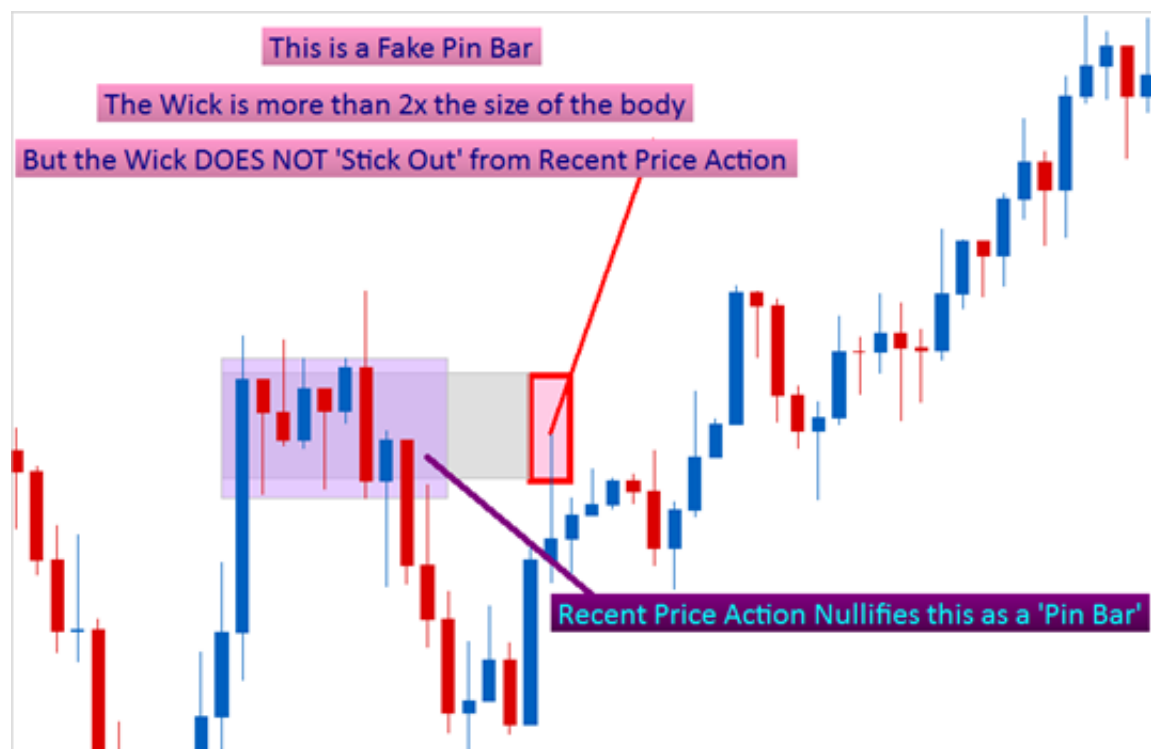 This is a Fake Pin Bar
The Wick is more than 2x the size of the body
But the Wick DOES NOT 'Stick Out' from Recent Price Action
Recent Price Action Nullifies this as a 'Pin Bar'